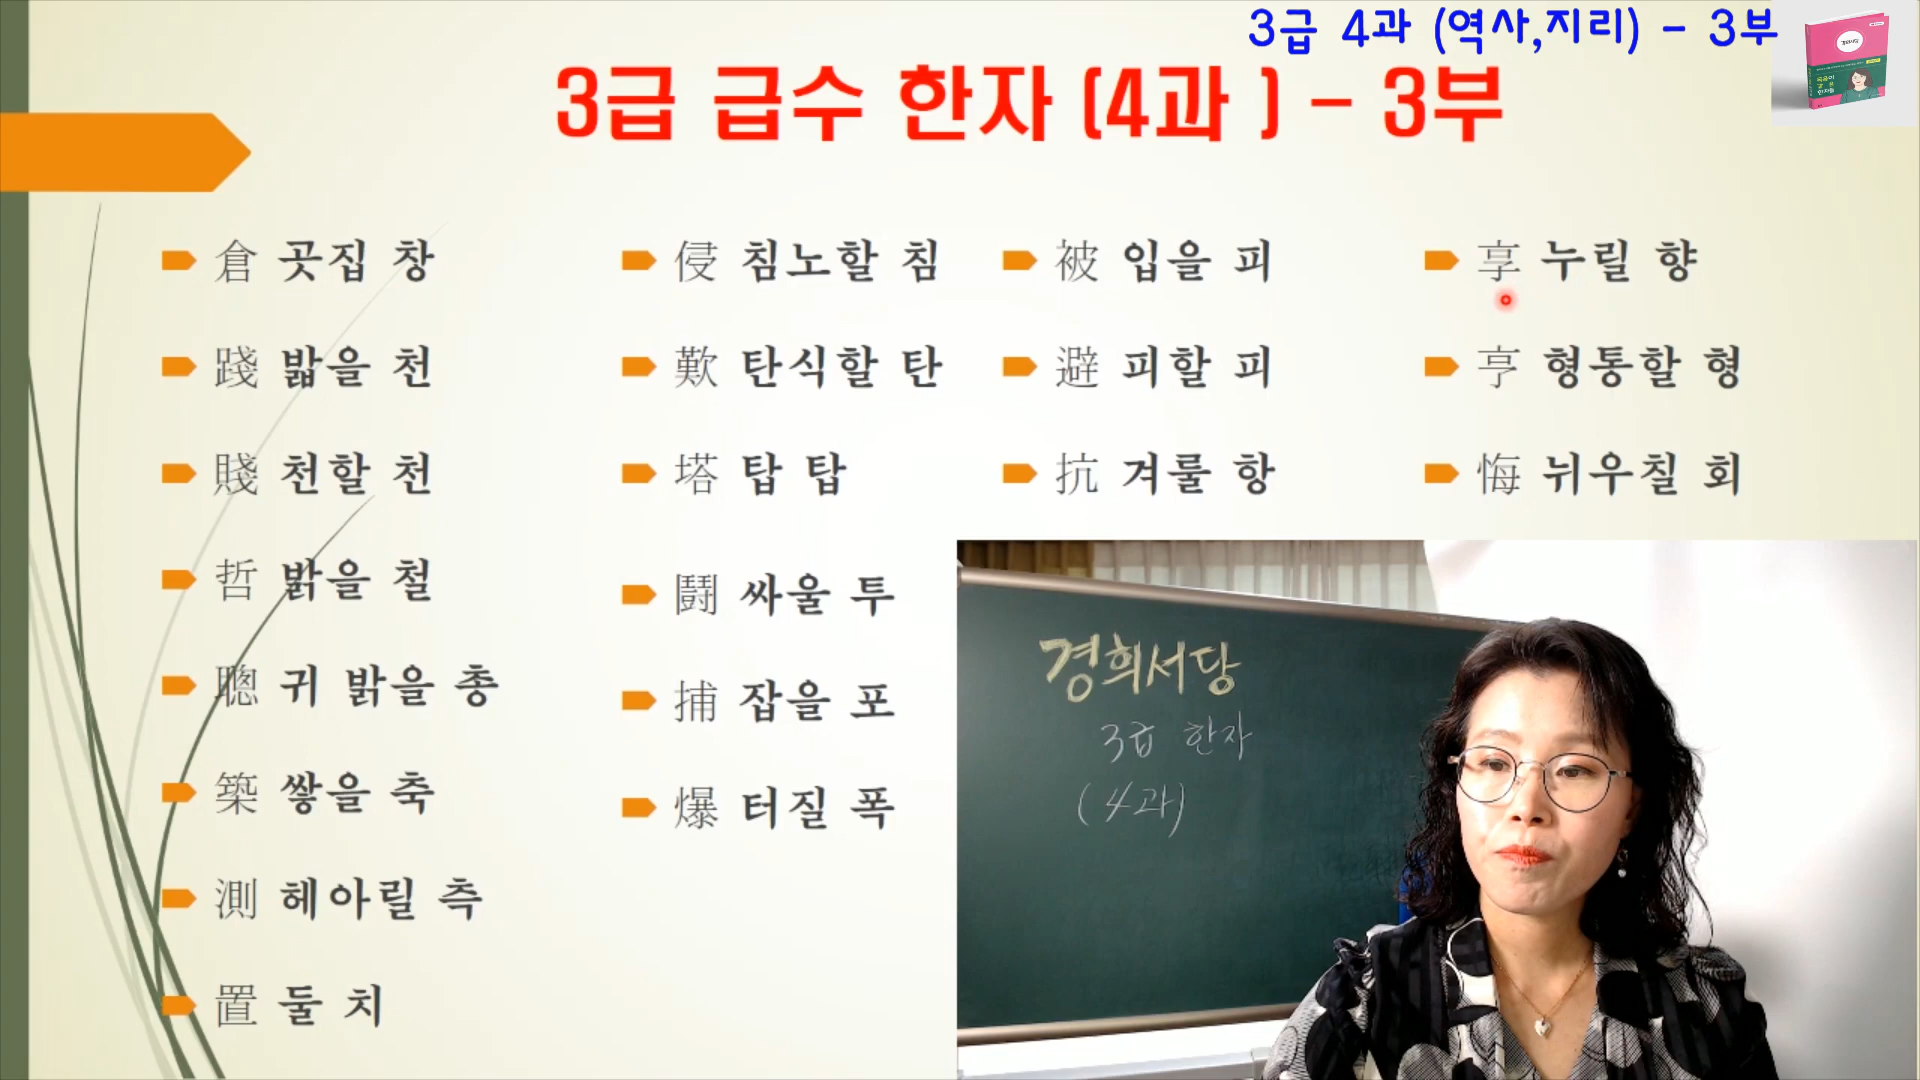 3급 4과 (역사,지리) - 3부
3급 급수 한자 (4과 ) - 3부
倉 곳집 창
踐 밟을 천
賤 천할 천
哲 밝을 철
聰 귀 밝을 총
築 쌓을 축
測 헤아릴 측
置 둘 치
侵 침노할 침
歎 탄식할 탄
塔 탑 탑
鬪 싸울 투
捕 잡을 포
爆 터질 폭
被 입을 피
避 피할 피
抗 겨룰 항
享 누릴 향
亨 형통할 형
悔 뉘우칠 회
경희서당
3급 한자
(4과)